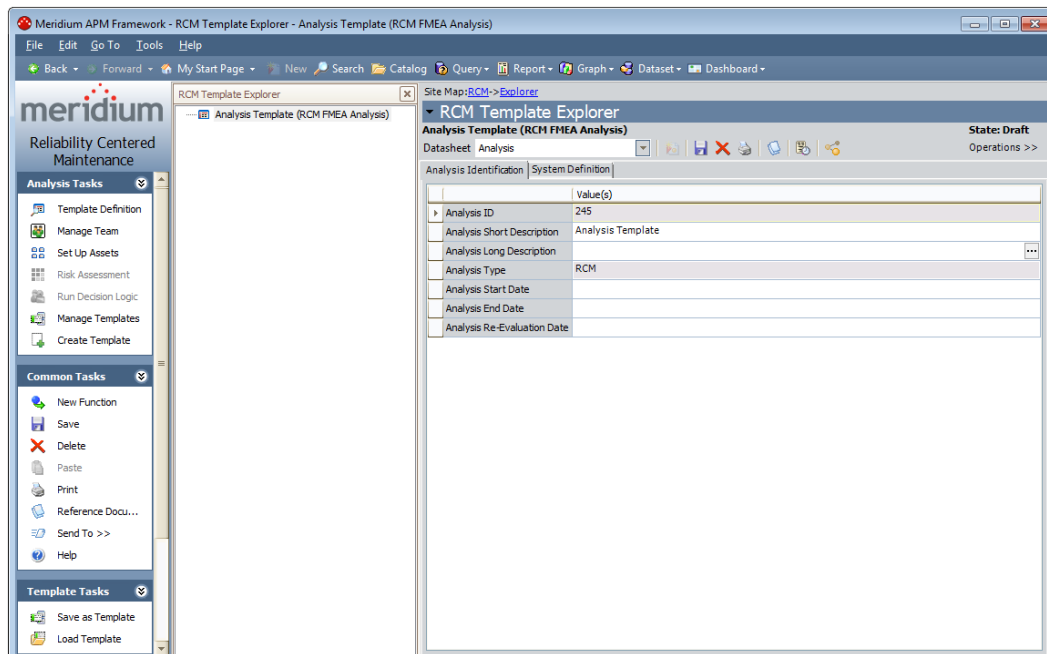 Meridium APM Framework - RCM Template Explorer - Analysis Template (RCM FMEA Analysis)
File Edit Go To Tools Help
Back Forward My Start Page New Search Catalog Query Report Graph Dataset Dashboard
meridium
Reliability Centered
Maintenance
Analysis Tasks
Template Definition
Manage Team
Set Up Assets
Risk Assessment
Run Decision Logic
Manage Templates
Create Template
Common Tasks
New Function
Save
Delete
Paste
Print
Reference Docu...
Send To >>
Help
Template Tasks
Save as Template
Load Template
RCM Template Explorer
Analysis Template (RCM FMEA Analysis)
Site Map:RCM->Explorer
RCM Template Explorer
Analysis Template (RCM FMEA Analysis) State: Draft
Datasheet Analysis Operations >>
Analysis Identification System Definition
Value(s)
Analysis ID 245
Analysis Short Description Analysis Template
Analysis Long Description ...
Analysis Type RCM
Analysis Start Date
Analysis End Date
Analysis Re-Evaluation Date